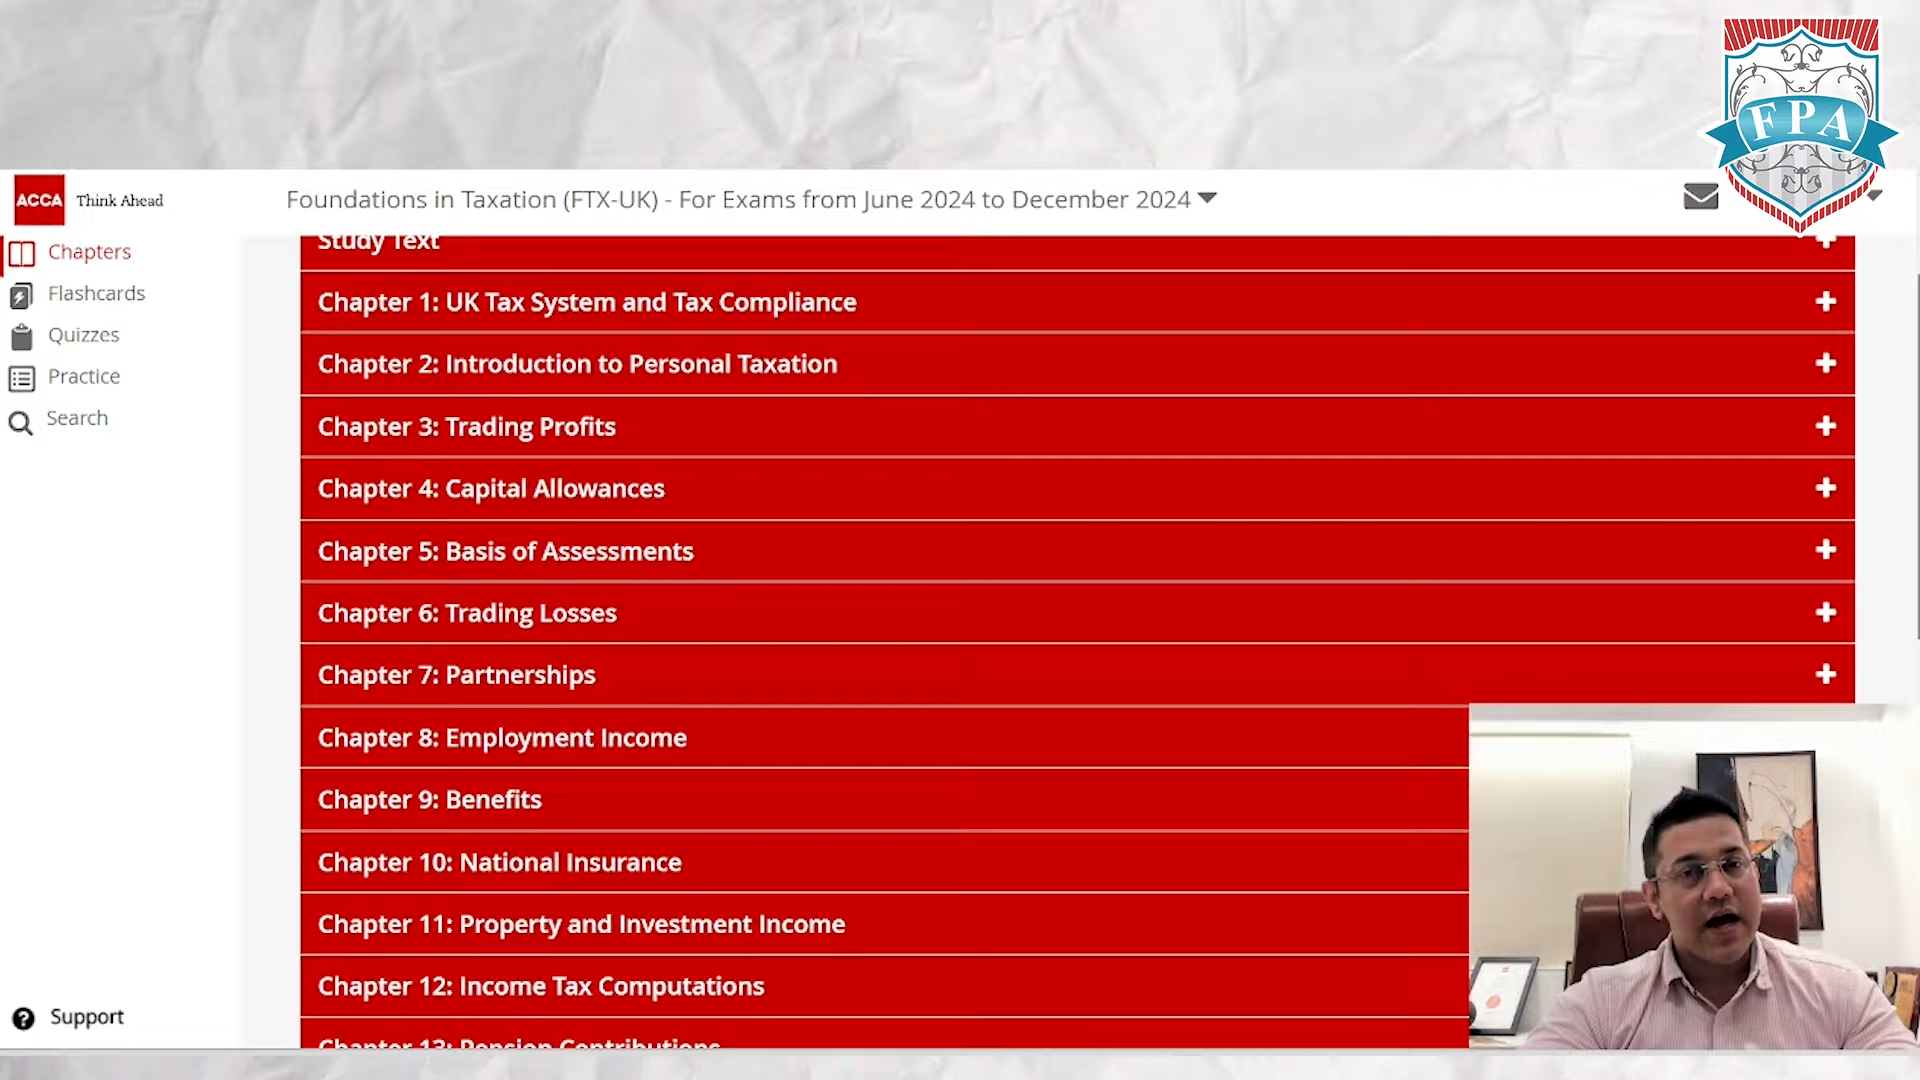 FPA
ACCA Think Ahead
Foundations in Taxation (FTX-UK) - For Exams from June 2024 to December 2024
Chapters
Flashcards
Quizzes
Practice
Search
Support
Study Text
Chapter 1: UK Tax System and Tax Compliance
Chapter 2: Introduction to Personal Taxation
Chapter 3: Trading Profits
Chapter 4: Capital Allowances
Chapter 5: Basis of Assessments
Chapter 6: Trading Losses
Chapter 7: Partnerships
Chapter 8: Employment Income
Chapter 9: Benefits
Chapter 10: National Insurance
Chapter 11: Property and Investment Income
Chapter 12: Income Tax Computations
Chapter 13: Pension Contributions